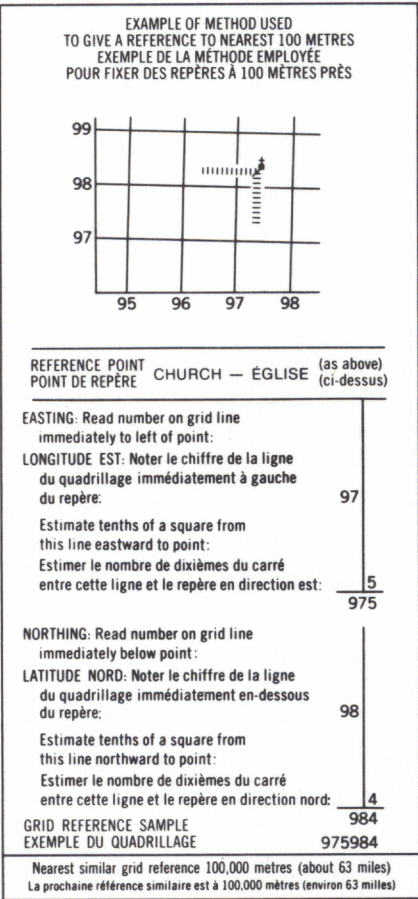 EXAMPLE OF METHOD USED
TO GIVE A REFERENCE TO NEAREST 100 METRES
EXEMPLE DE LA MÉTHODE EMPLOYÉE
POUR FIXER DES REPÈRES À 100 MÈTRES PRÈS
99
98
97
95 96 97 98
REFERENCE POINT
POINT DE REPÈRE
CHURCH — ÉGLISE
(as above)
(ci-dessus)
EASTING: Read number on grid line
immediately to left of point:
LONGITUDE EST: Noter le chiffre de la ligne
du quadrillage immédiatement à gauche
du repère: 97
Estimate tenths of a square from
this line eastward to point:
Estimer le nombre de dixièmes du carré
entre cette ligne et le repère en direction est: 5
975
NORTHING: Read number on grid line
immediately below point:
LATITUDE NORD: Noter le chiffre de la ligne
du quadrillage immédiatement en-dessous
du repère: 98
Estimate tenths of a square from
this line northward to point:
Estimer le nombre de dixièmes du carré
entre cette ligne et le repère en direction nord: 4
984
GRID REFERENCE SAMPLE
EXEMPLE DU QUADRILLAGE 975984
Nearest similar grid reference 100,000 metres (about 63 miles)
La prochaine référence similaire est à 100,000 mètres (environ 63 milles)